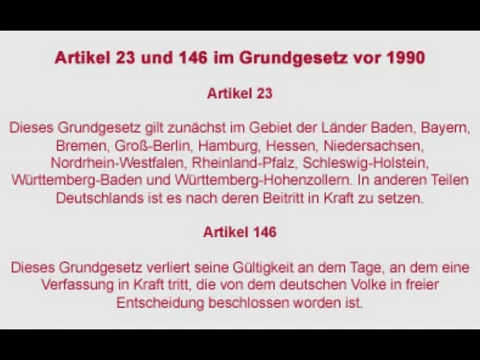 Artikel 23 und 146 im Grundgesetz vor 1990
Artikel 23
Dieses Grundgesetz gilt zunächst im Gebiet der Länder Baden, Bayern,
Bremen, Groß-Berlin, Hamburg, Hessen, Niedersachsen,
Nordrhein-Westfalen, Rheinland-Pfalz, Schleswig-Holstein,
Württemberg-Baden und Württemberg-Hohenzollern. In anderen Teilen
Deutschlands ist es nach deren Beitritt in Kraft zu setzen.
Artikel 146
Dieses Grundgesetz verliert seine Gültigkeit an dem Tage, an dem eine
Verfassung in Kraft tritt, die von dem deutschen Volke in freier
Entscheidung beschlossen worden ist.